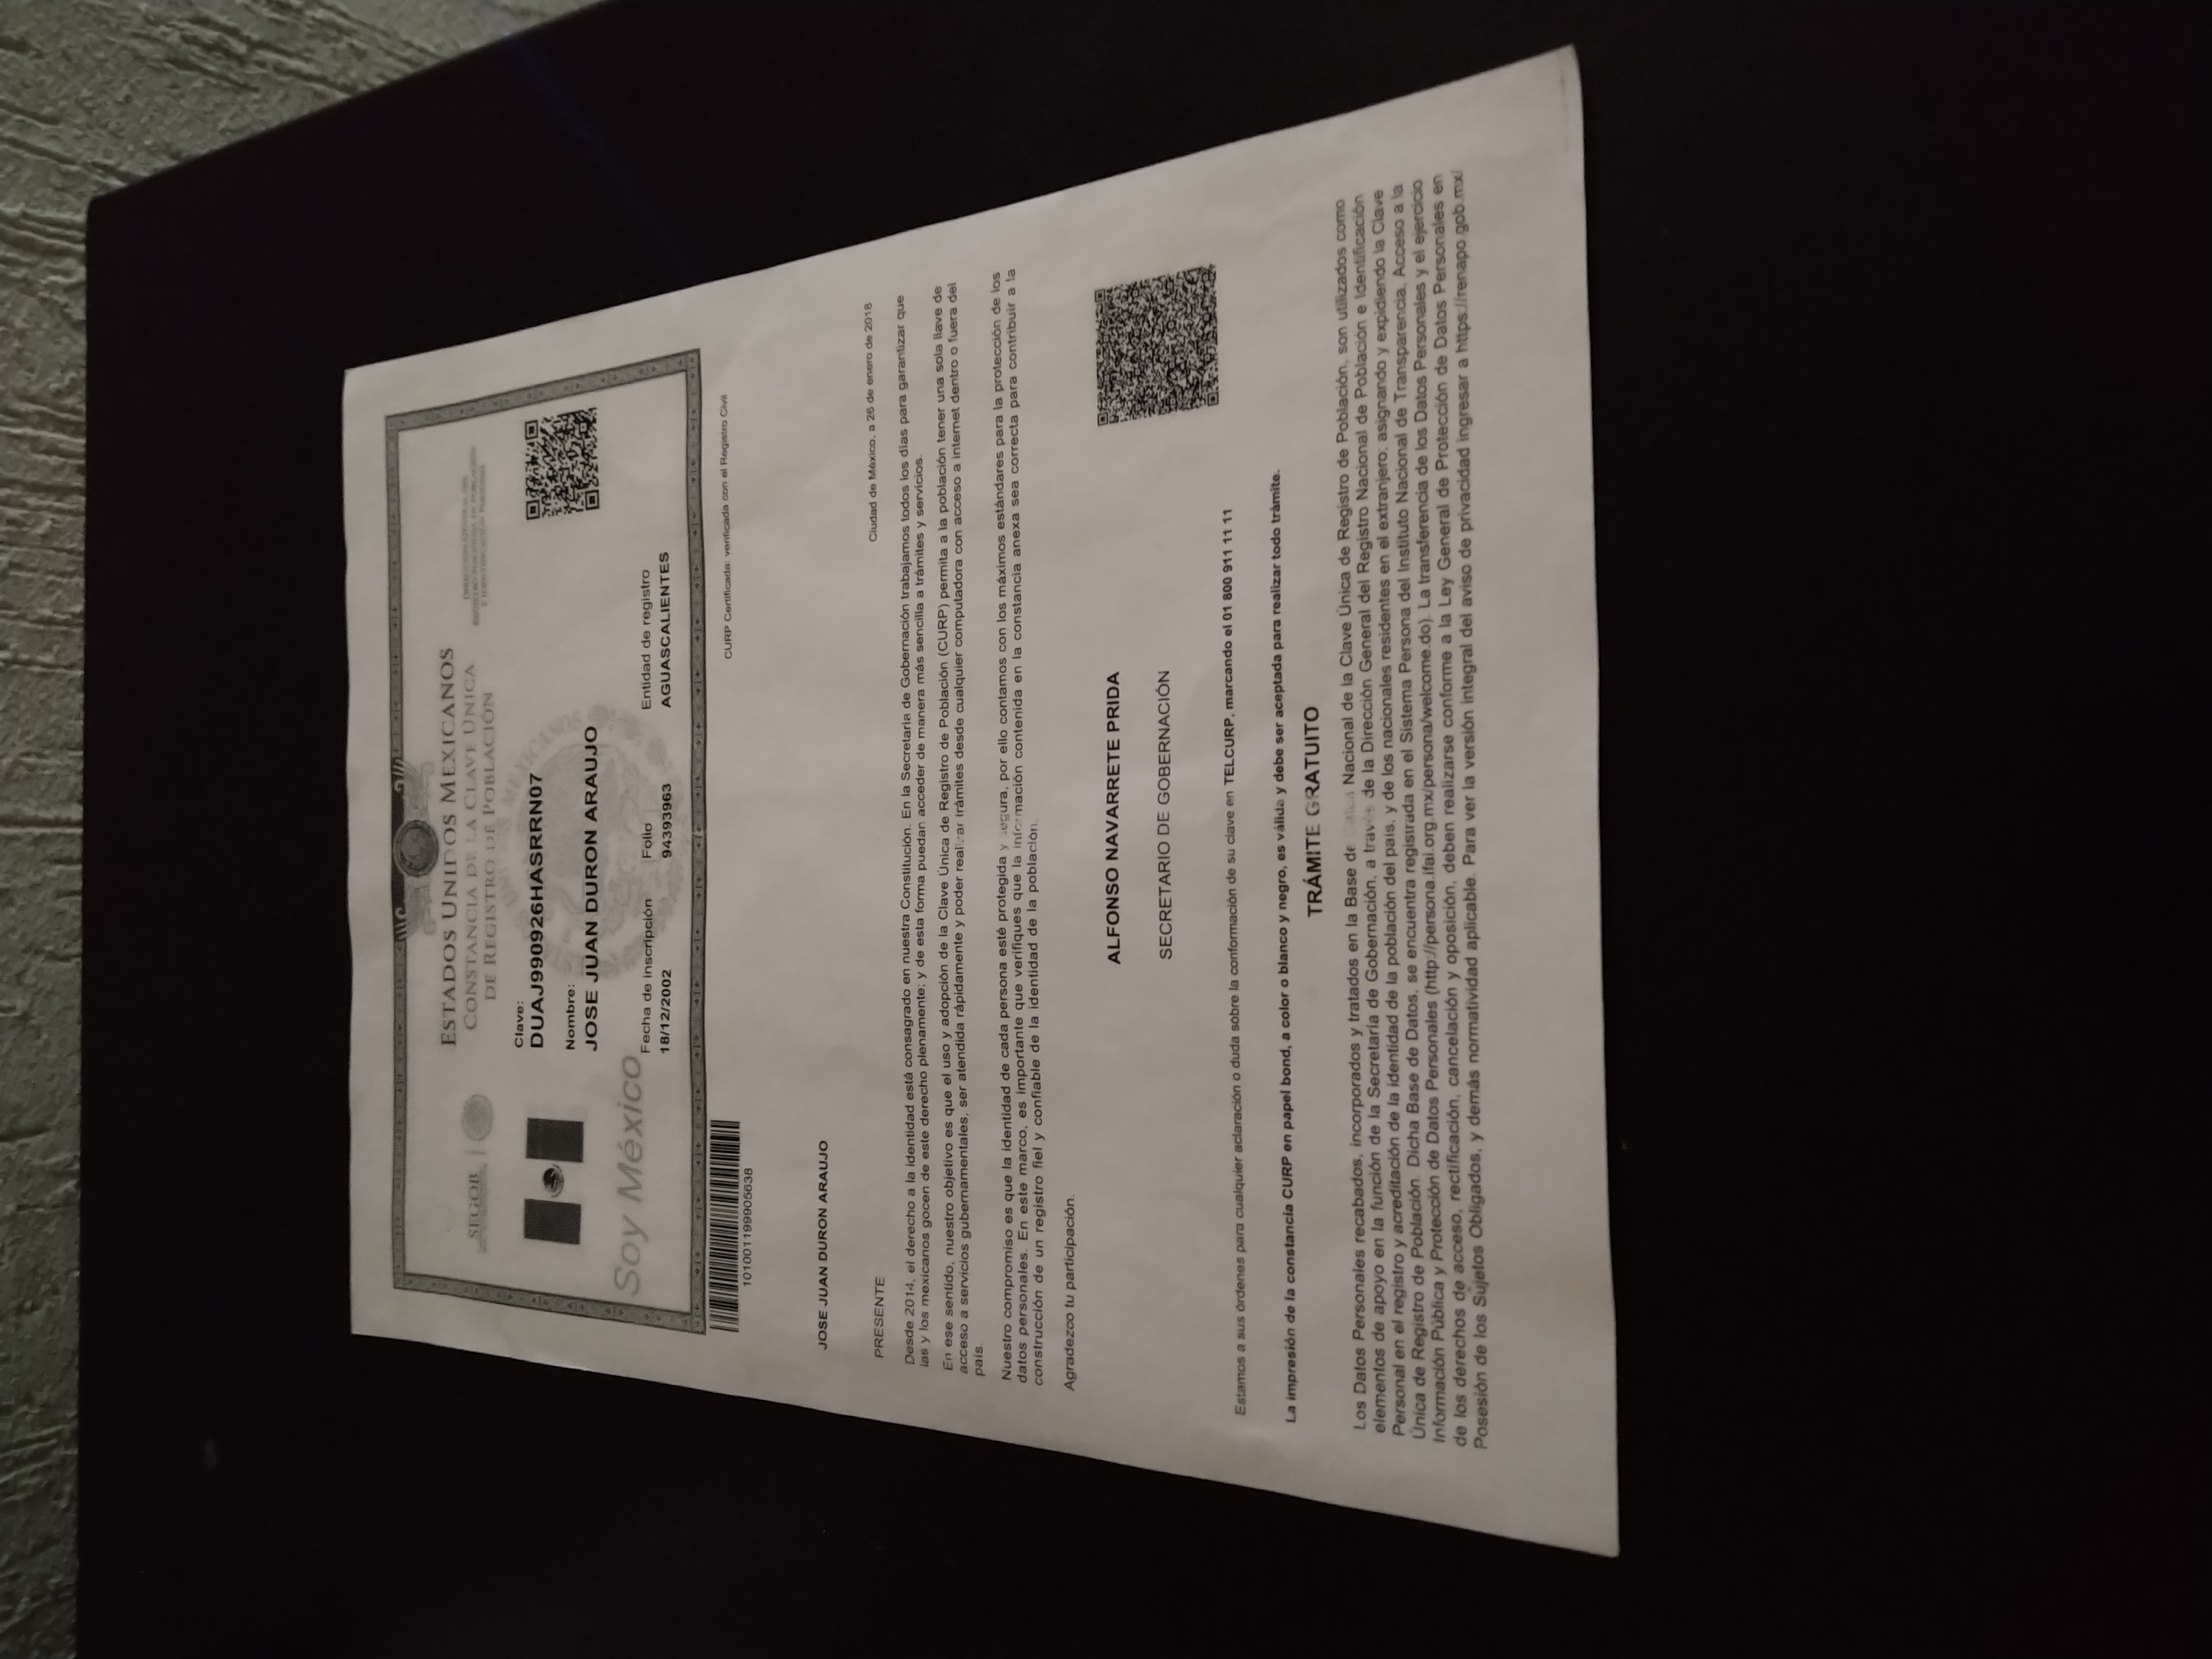 ESTADOS UNIDOS MEXICANOS
CONSTANCIA DE LA CLAVE ÚNICA
DE REGISTRO DE POBLACIÓN
SEGOB
DIRECCIÓN GENERAL DEL
REGISTRO NACIONAL DE POBLACIÓN
E IDENTIFICACIÓN PERSONAL
Clave:
DUAJ990926HASRRN07
Nombre:
JOSE JUAN DURON ARAUJO
Soy México
Fecha de inscripción Folio Entidad de registro
18/12/2002 94393963 AGUASCALIENTES
ESTADOS UNIDOS MEXICANOS
101001199905638
CURP Certificada: verificada con el Registro Civil
JOSE JUAN DURON ARAUJO
Ciudad de México, a 26 de enero de 2018
PRESENTE
Desde 2014, el derecho a la identidad está consagrado en nuestra Constitución. En la Secretaría de Gobernación trabajamos todos los días para garantizar que
las y los mexicanos gocen de este derecho plenamente; y de esta forma puedan acceder de manera más sencilla a trámites y servicios.
En ese sentido, nuestro objetivo es que el uso y adopción de la Clave Única de Registro de Población (CURP) permita a la población tener una sola llave de
acceso a servicios gubernamentales, ser atendida rápidamente y poder realizar trámites desde cualquier computadora con acceso a internet dentro o fuera del
país.
Nuestro compromiso es que la identidad de cada persona esté protegida y segura, por ello contamos con los máximos estándares para la protección de los
datos personales. En este marco, es importante que verifiques que la información contenida en la constancia anexa sea correcta para contribuir a la
construcción de un registro fiel y confiable de la identidad de la población.
Agradezco tu participación.
ALFONSO NAVARRETE PRIDA
SECRETARIO DE GOBERNACIÓN
Estamos a sus órdenes para cualquier aclaración o duda sobre la conformación de su clave en TELCURP, marcando el 01 800 911 11 11
La impresión de la constancia CURP en papel bond, a color o blanco y negro, es válida y debe ser aceptada para realizar todo trámite.
TRÁMITE GRATUITO
Los Datos Personales recabados, incorporados y tratados en la Base de Nacional de la Clave Única de Registro de Población, son utilizados como
elementos de apoyo en la función de la Secretaría de Gobernación, a través de la Dirección General del Registro Nacional de Población e Identificación
Personal en el registro y acreditación de la identidad de la población del país, y de los nacionales residentes en el extranjero; asignando y expidiendo la Clave
Única de Registro de Población. Dicha Base de Datos, se encuentra registrada en el Sistema Persona del Instituto Nacional de Transparencia, Acceso a la
Información Pública y Protección de Datos Personales (http://persona.ifai.org.mx/persona/welcome.do). La transferencia de los Datos Personales y el ejercicio
de los derechos de acceso, rectificación, cancelación y oposición, deben realizarse conforme a la Ley General de Protección de Datos Personales en
Posesión de los Sujetos Obligados, y demás normatividad aplicable. Para ver la versión integral del aviso de privacidad ingresar a https://renapo.gob.mx/